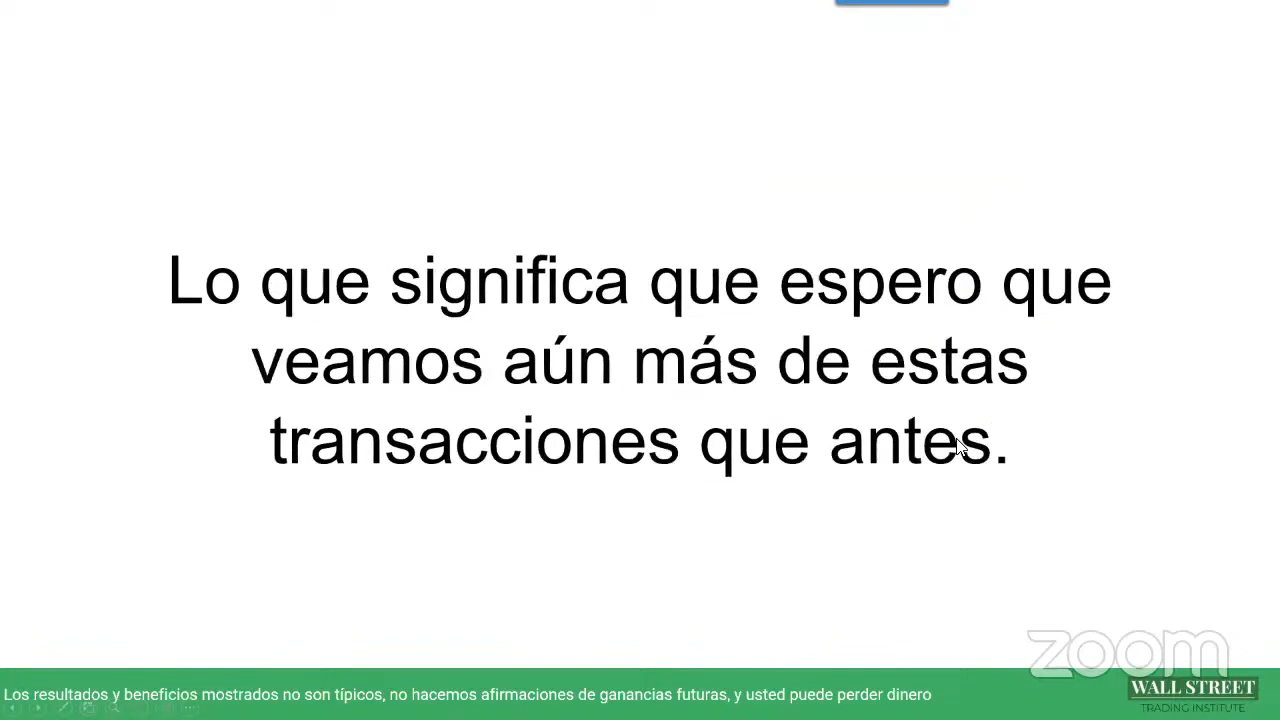 Lo que significa que espero que
veamos aún más de estas
transacciones que antes.
zoom
Los resultados y beneficios mostrados no son típicos, no hacemos afirmaciones de ganancias futuras, y usted puede perder dinero
WALL STREET
TRADING INSTITUTE